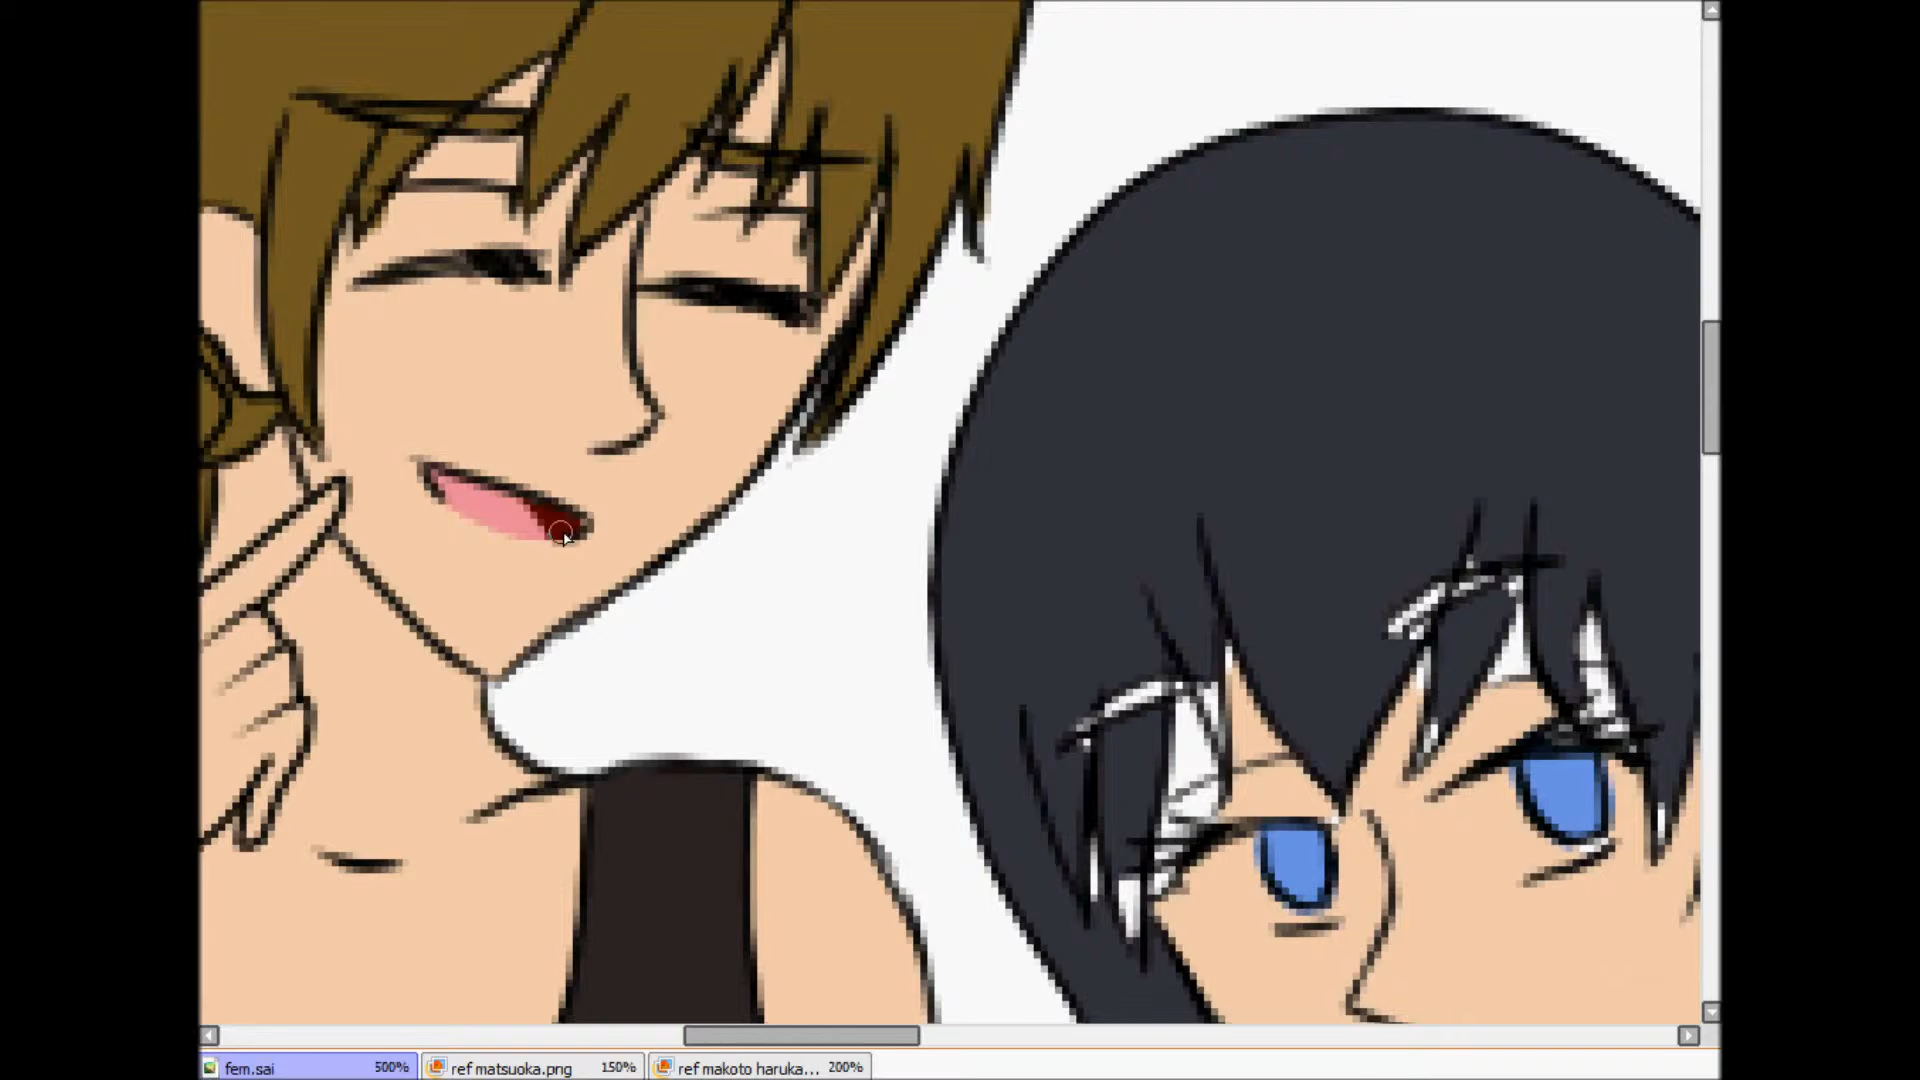 fem.sai 500% ref matsuoka.png 150% ref makoto haruka... 200%